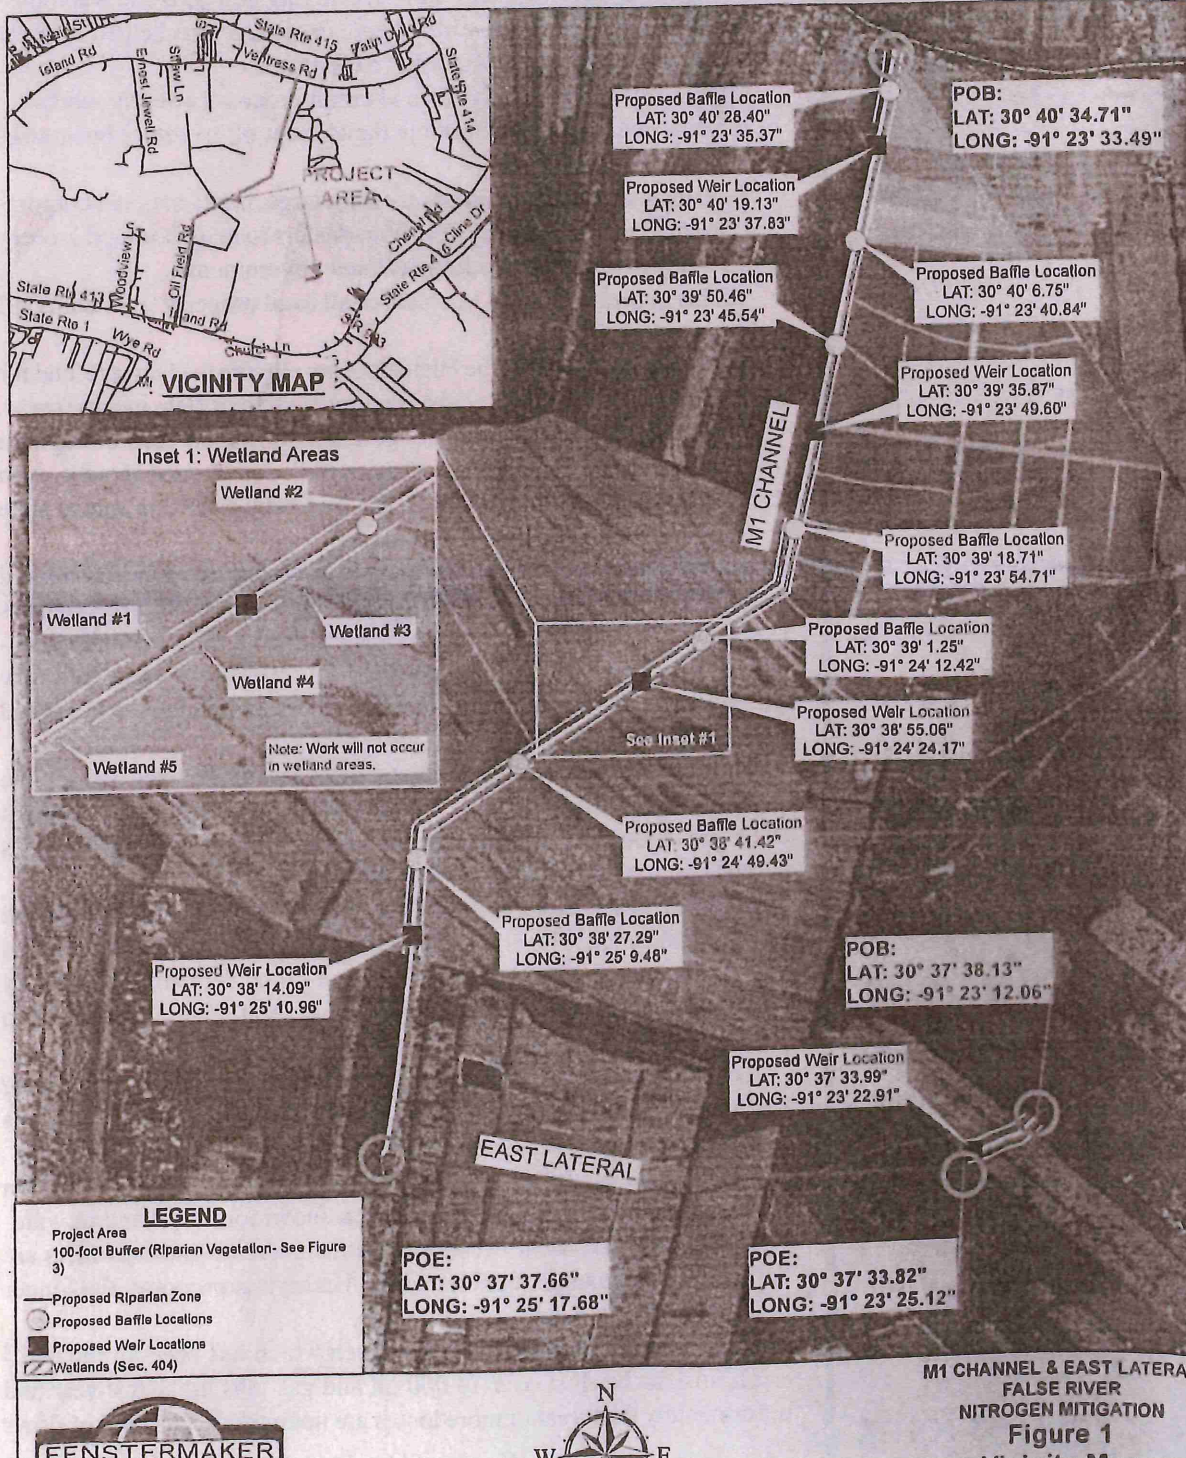 State Rte 415
Island Rd
Ventress Rd
State Rte 414
Ernest Jewell Rd
Shaw Ln
PROJECT
AREA
Cherie Rd
Cline Dr
State Rte 413
State Rte 1
Woodview St
Oil Field Rd
Island Rd
Wye Rd
Church Ln
VICINITY MAP
Proposed Baffle Location
LAT: 30° 40' 28.40"
LONG: -91° 23' 35.37"
POB:
LAT: 30° 40' 34.71"
LONG: -91° 23' 33.49"
Proposed Weir Location
LAT: 30° 40' 19.13"
LONG: -91° 23' 37.83"
Proposed Baffle Location
LAT: 30° 39' 50.46"
LONG: -91° 23' 45.54"
Proposed Baffle Location
LAT: 30° 40' 6.75"
LONG: -91° 23' 40.84"
Proposed Weir Location
LAT: 30° 39' 35.87"
LONG: -91° 23' 49.60"
M1 CHANNEL
Inset 1: Wetland Areas
Wetland #2
Wetland #1
Wetland #3
Wetland #4
Wetland #5
Note: Work will not occur
in wetland areas.
Proposed Baffle Location
LAT: 30° 39' 18.71"
LONG: -91° 23' 54.71"
Proposed Baffle Location
LAT: 30° 39' 1.25"
LONG: -91° 24' 12.42"
Proposed Weir Location
LAT: 30° 38' 55.06"
LONG: -91° 24' 24.17"
See Inset #1
Proposed Baffle Location
LAT: 30° 38' 41.42"
LONG: -91° 24' 49.43"
Proposed Baffle Location
LAT: 30° 38' 27.29"
LONG: -91° 25' 9.48"
Proposed Weir Location
LAT: 30° 38' 14.09"
LONG: -91° 25' 10.96"
POB:
LAT: 30° 37' 38.13"
LONG: -91° 23' 12.06"
Proposed Weir Location
LAT: 30° 37' 33.99"
LONG: -91° 23' 22.91"
EAST LATERAL
LEGEND
Project Area
100-foot Buffer (Riparian Vegetation- See Figure
3)
Proposed Riparian Zone
Proposed Baffle Locations
Proposed Weir Locations
Wetlands (Sec. 404)
POE:
LAT: 30° 37' 37.66"
LONG: -91° 25' 17.68"
POE:
LAT: 30° 37' 33.82"
LONG: -91° 23' 25.12"
FENSTERMAKER
N
W E
M1 CHANNEL & EAST LATERA
FALSE RIVER
NITROGEN MITIGATION
Figure 1